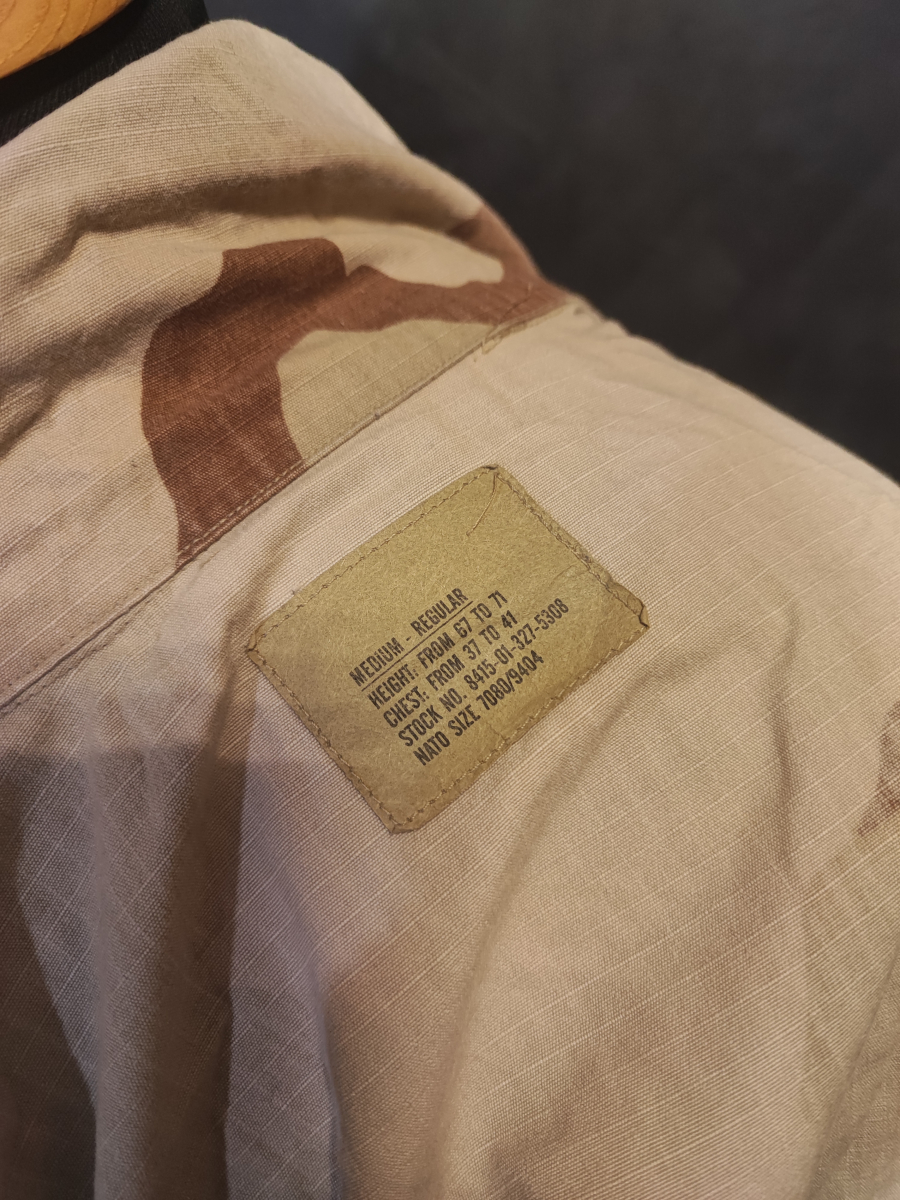 MEDIUM - REGULAR
HEIGHT: FROM 67 TO 71
CHEST: FROM 37 TO 41
STOCK NO. 8415-01-327-5308
NATO SIZE 7080/9404